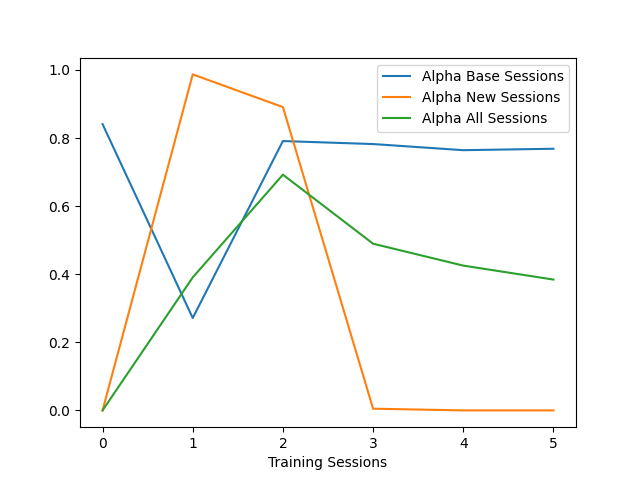 1.0
0.8
0.6
0.4
0.2
0.0
Alpha Base Sessions
Alpha New Sessions
Alpha All Sessions
0 1 2 3 4 5
Training Sessions